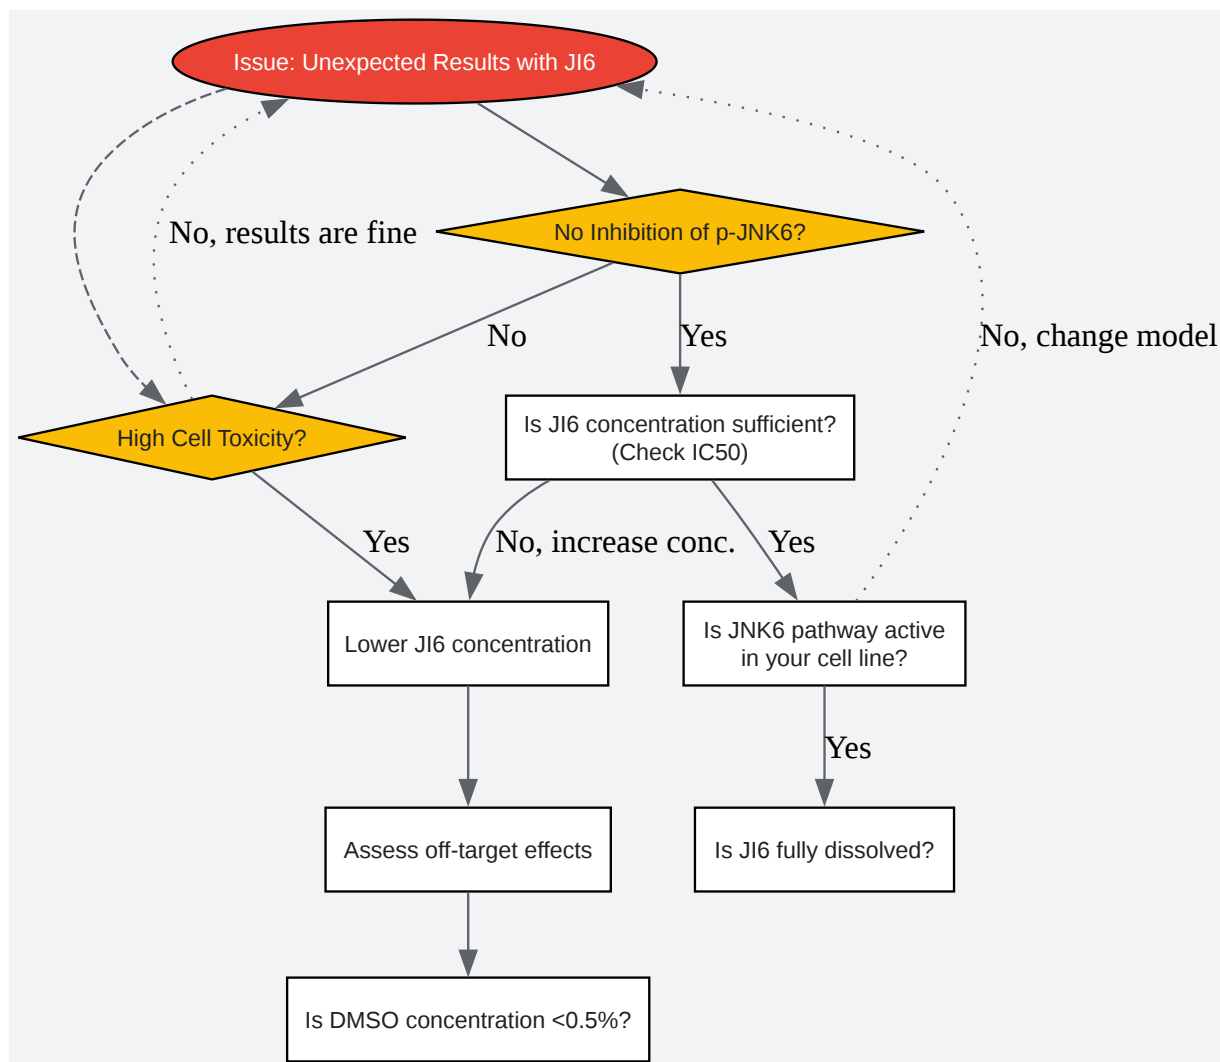 Issue: Unexpected Results with JI6
No, results are fine
No Inhibition of p-JNK6?
No
Yes
No, change model
High Cell Toxicity?
Is JI6 concentration sufficient?
(Check IC50)
Yes
No, increase conc.
Yes
Lower JI6 concentration
Is JNK6 pathway active
in your cell line?
Yes
Assess off-target effects
Is JI6 fully dissolved?
Is DMSO concentration <0.5%?